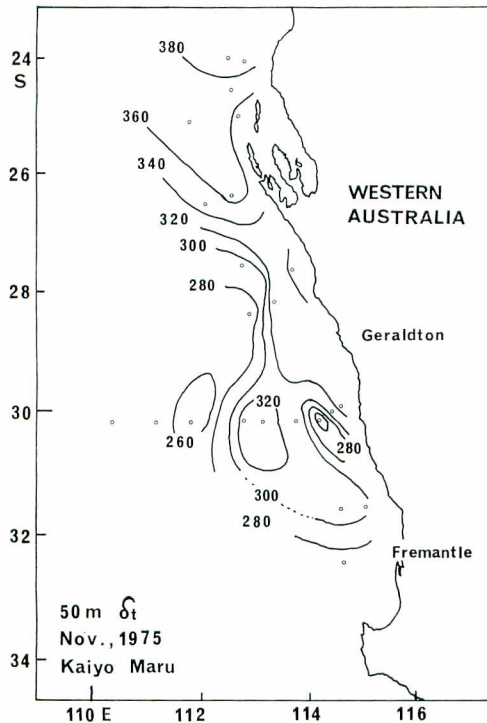 380
24
S
360
340
26
WESTERN
AUSTRALIA
320
300
280
28
Geraldton
320
30
260
280
300
280
32
Fremantle
50 m δt
Nov., 1975
Kaiyo Maru
34
110 E 112 114 116